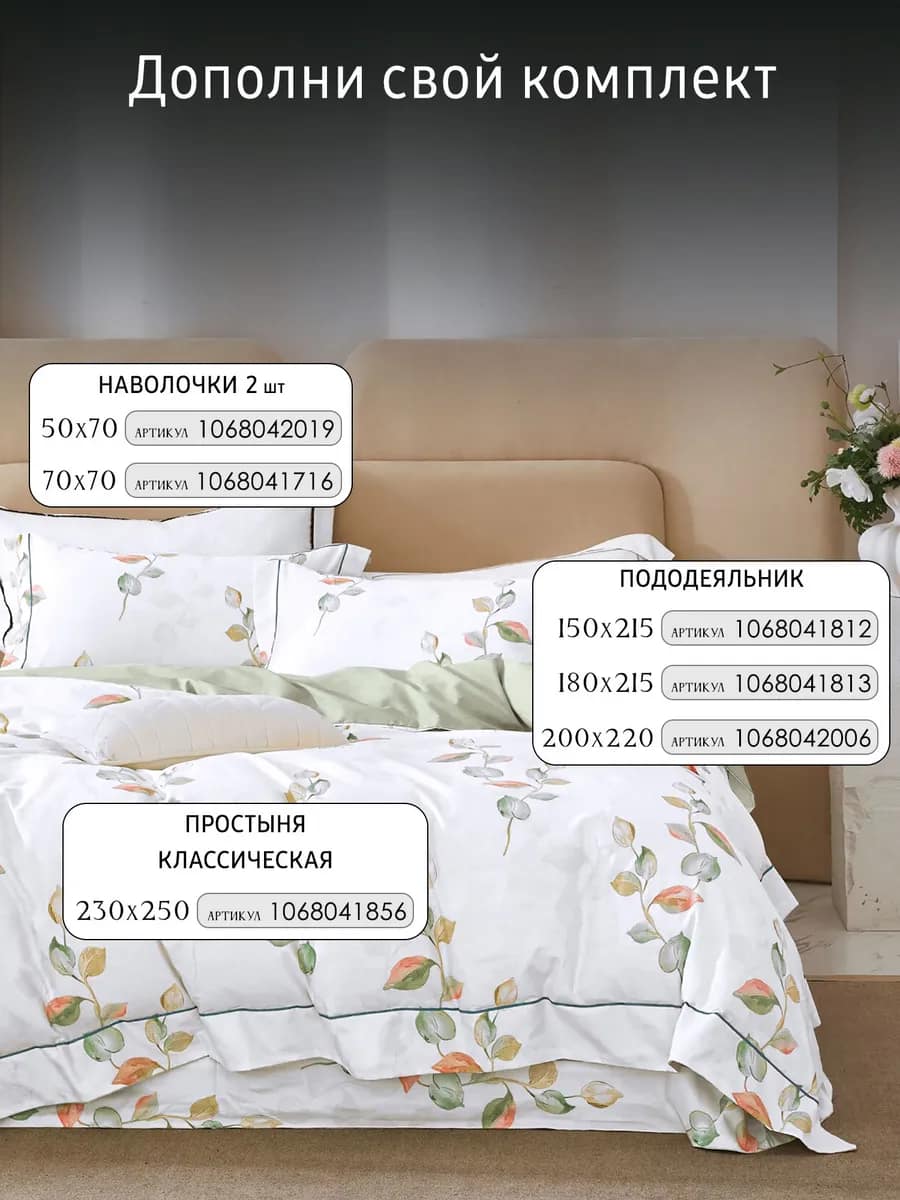 Дополни свой комплект
НАВОЛОЧКИ 2 шт
50x70 АРТИКУЛ 1068042019
70x70 АРТИКУЛ 1068041716
ПОДОДЕЯЛЬНИК
150x215 АРТИКУЛ 1068041812
180x215 АРТИКУЛ 1068041813
200x220 АРТИКУЛ 1068042006
ПРОСТЫНЯ
КЛАССИЧЕСКАЯ
230x250 АРТИКУЛ 1068041856